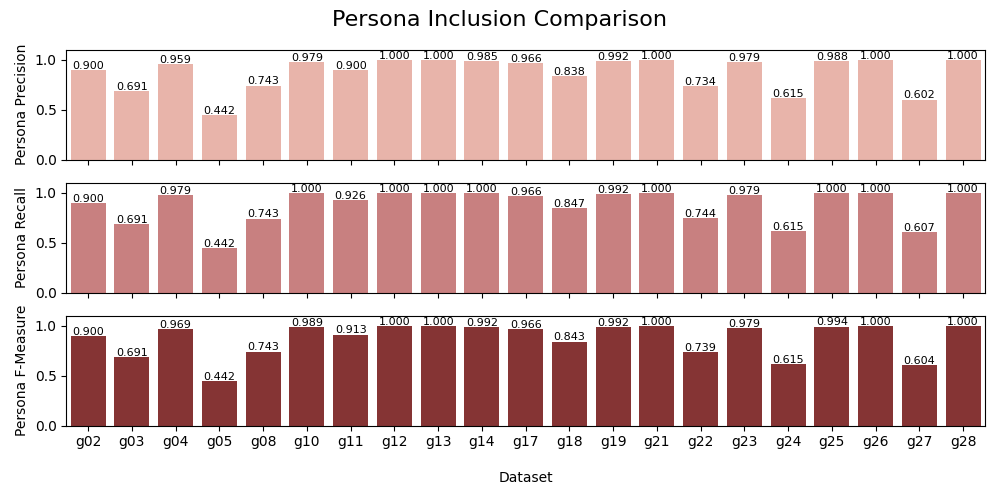 Persona Inclusion Comparison
Persona Precision
1.0
0.5
0.0
0.900 0.691 0.959 0.442 0.743 0.979 0.900 1.000 1.000 0.985 0.966 0.838 0.992 1.000 0.734 0.979 0.615 0.988 1.000 0.602 1.000
Persona Recall
1.0
0.5
0.0
0.900 0.691 0.979 0.442 0.743 1.000 0.926 1.000 1.000 1.000 0.966 0.847 0.992 1.000 0.744 0.979 0.615 1.000 1.000 0.607 1.000
Persona F-Measure
1.0
0.5
0.0
0.900 0.691 0.969 0.442 0.743 0.989 0.913 1.000 1.000 0.992 0.966 0.843 0.992 1.000 0.739 0.979 0.615 0.994 1.000 0.604 1.000
g02 g03 g04 g05 g08 g10 g11 g12 g13 g14 g17 g18 g19 g21 g22 g23 g24 g25 g26 g27 g28
Dataset